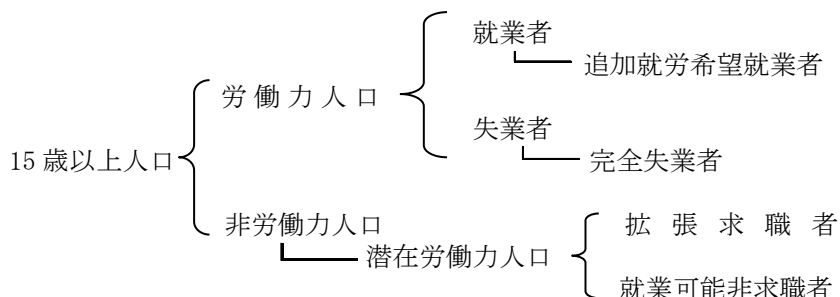 就業者
追加就労希望就業者
労働力人口
失業者
15歳以上人口
完全失業者
非労働力人口
拡張求職者
潜在労働力人口
就業可能非求職者